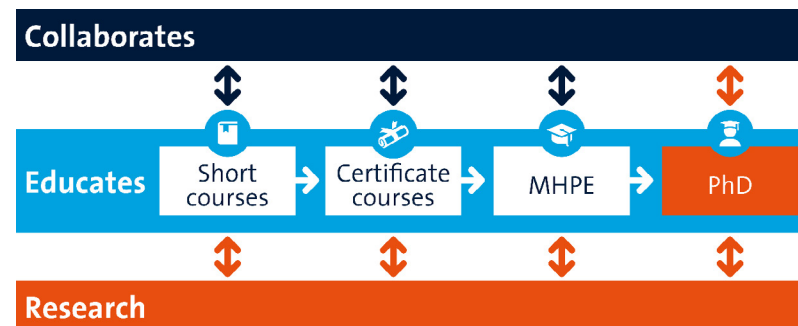 Collaborates
Educates
Short
courses
Certificate
courses
MHPE
PhD
Research